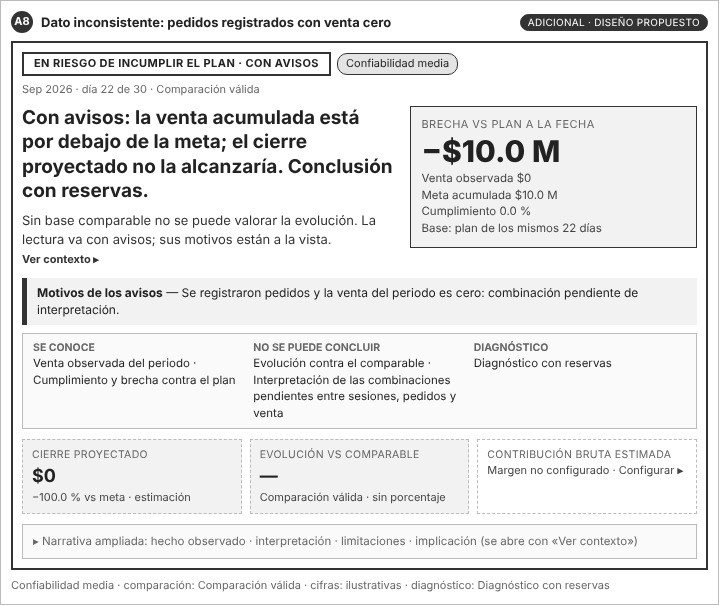 A8 Dato inconsistente: pedidos registrados con venta cero
ADICIONAL · DISEÑO PROPUESTO
EN RIESGO DE INCUMPLIR EL PLAN · CON AVISOS
Confiabilidad media
Sep 2026 · día 22 de 30 · Comparación válida
Con avisos: la venta acumulada está
por debajo de la meta; el cierre
proyectado no la alcanzaría. Conclusión
con reservas.
Sin base comparable no se puede valorar la evolución. La
lectura va con avisos; sus motivos están a la vista.
Ver contexto ▸
BRECHA VS PLAN A LA FECHA
−$10.0 M
Venta observada $0
Meta acumulada $10.0 M
Cumplimiento 0.0 %
Base: plan de los mismos 22 días
Motivos de los avisos — Se registraron pedidos y la venta del periodo es cero: combinación pendiente de
interpretación.
SE CONOCE
Venta observada del periodo ·
Cumplimiento y brecha contra el plan
NO SE PUEDE CONCLUIR
Evolución contra el comparable ·
Interpretación de las combinaciones
pendientes entre sesiones, pedidos y
venta
DIAGNÓSTICO
Diagnóstico con reservas
CIERRE PROYECTADO
$0
−100.0 % vs meta · estimación
EVOLUCIÓN VS COMPARABLE
—
Comparación válida · sin porcentaje
CONTRIBUCIÓN BRUTA ESTIMADA
Margen no configurado · Configurar ▸
▸ Narrativa ampliada: hecho observado · interpretación · limitaciones · implicación (se abre con «Ver contexto»)
Confiabilidad media · comparación: Comparación válida · cifras: ilustrativas · diagnóstico: Diagnóstico con reservas